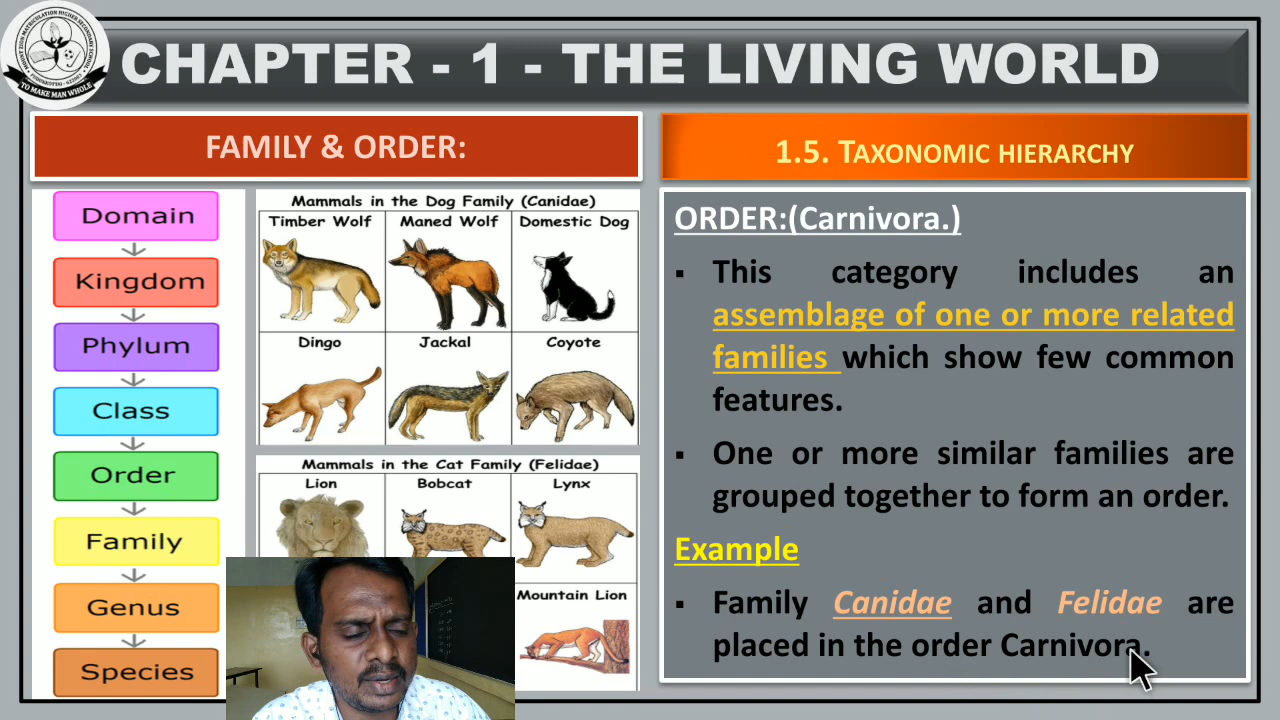 CHAPTER - 1 - THE LIVING WORLD
TO MAKE MAN WHOLE
FAMILY & ORDER:
Domain
Kingdom
Phylum
Class
Order
Family
Genus
Species
Mammals in the Dog Family (Canidae)
Timber Wolf Maned Wolf Domestic Dog
Dingo Jackal Coyote
Mammals in the Cat Family (Felidae)
Lion Bobcat Lynx
Mountain Lion
1.5. TAXONOMIC HIERARCHY
ORDER:(Carnivora.)
▪ This category includes an
assemblage of one or more related
families which show few common
features.
▪ One or more similar families are
grouped together to form an order.
Example
▪ Family Canidae and Felidae are
placed in the order Carnivora.